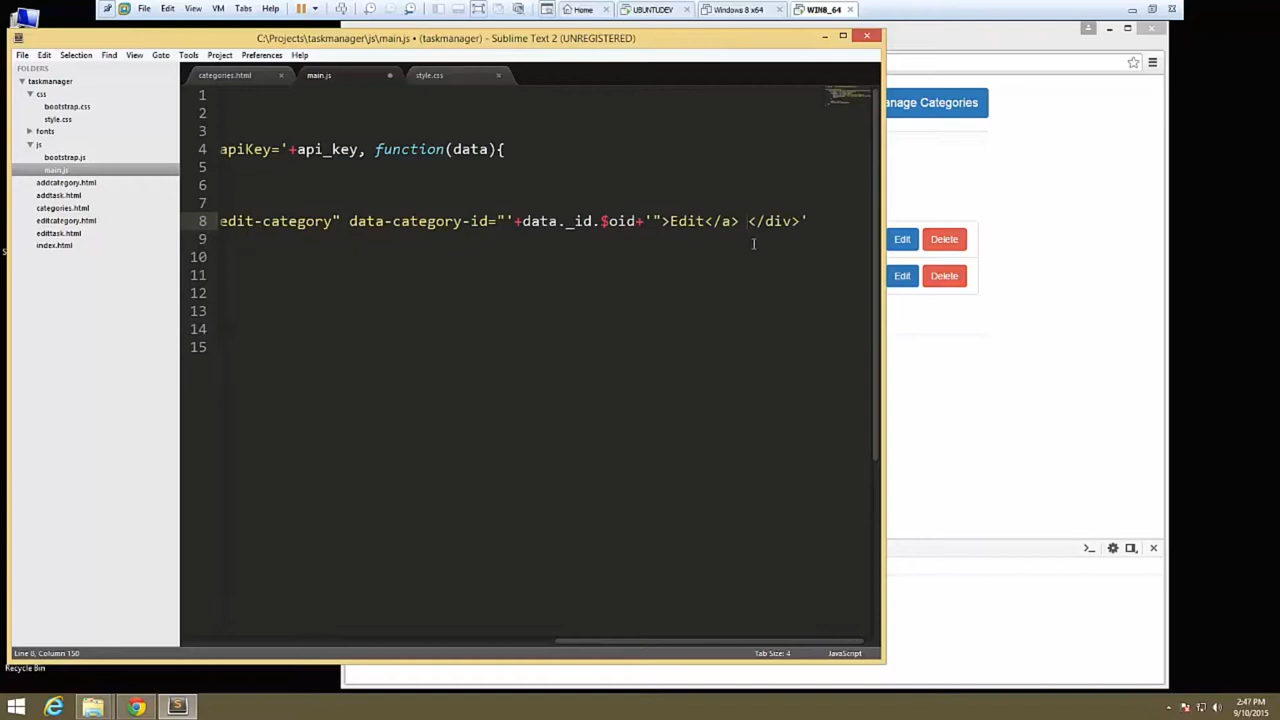 File Edit View VM Tabs Help Home UBUNTUDEV Windows 8 x64 WIN8_64
C:\Projects\taskmanager\js\main.js • (taskmanager) - Sublime Text 2 (UNREGISTERED)
File Edit Selection Find View Goto Tools Project Preferences Help
FOLDERS
taskmanager
css
bootstrap.css
style.css
fonts
js
bootstrap.js
main.js
addcategory.html
addtask.html
categories.html
editcategory.html
edittask.html
index.html
categories.html main.js style.css
1
2
3
4 apiKey='+api_key, function(data){
5
6
7
8 edit-category" data-category-id="'+data._id.$oid+'">Edit</a> </div>'
9
10
11
12
13
14
15
Line 8, Column 150 Tab Size: 4 JavaScript
anage Categories
Edit Delete
Edit Delete
Recycle Bin
2:47 PM
9/10/2015